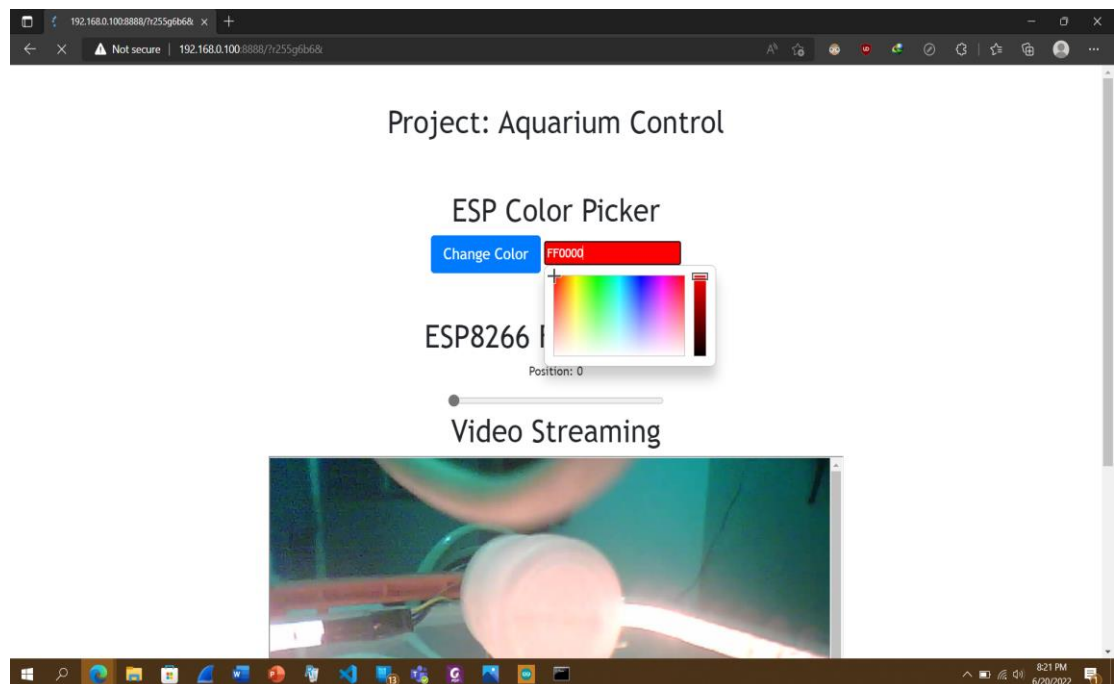 192.168.0.100:8888/?r255g6b6&
Not secure | 192.168.0.100:8888/?r255g6b6&
Project: Aquarium Control
ESP Color Picker
Change Color
FF0000
ESP8266
Position: 0
Video Streaming
8:21 PM
6/20/2022